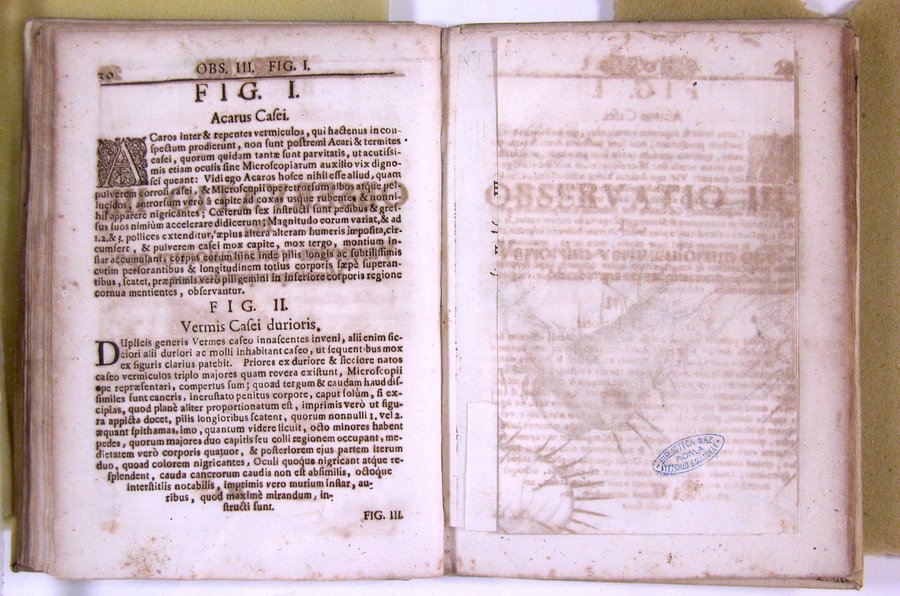 30
OBS. III. FIG. I.
FIG. I.
Acarus Casei.
ACaros inter & repentes vermiculos, qui hactenus in con-
spectum prodierunt, non sunt postremi Acari & termites
casei, quorum quidam tantæ sunt parvitatis, ut acutissi-
mis etiam oculis sine Microscopiarum auxilio vix digno-
sci queant: Vidi ego Acaros hosce nihil esse aliud, quam
pulverem corrosi casei, & Microscopii ope retrorsum albos atque pel-
lucidos, antrorsum verò à capite ad coxas usque rubentes & nonni-
hil apparere nigricantes; Cœterum sex instructi sunt pedibus & gres-
sus suos nimium accelerare didicerunt; Magnitudo eorum variat, & ad
1.2.& 3. pollices extenditur, sæpius altera alteram humeris imposita, cir-
cumfere, & pulverem casei mox capite, mox tergo, montium in-
star accumulant, corpus eorum hinc inde pilis longis ac subtilissimis
cutim perforantibus & longitudinem totius corporis sæpè superan-
tibus, scatet, præprimis verò pili gemini in inferiore corporis regione
cornua mentientes, observantur.
FIG. II.
Vermis Casei durioris.
DUplicis generis Vermes caseo innascentes inveni, alii enim sic-
ciori alii duriori ac molli inhabitant caseo, ut sequentibus mox
ex figuris clarius patebit. Priores ex duriore & sicciore natos
caseo vermiculos triplo majores quam revera existunt, Microscopii
ope repræsentari, compertus sum; quoad tergum & caudam haud dis-
similes sunt cancris, incrustato penitus corpore, caput solùm, si ex-
cipias, quod planè aliter proportionatum est, imprimis verò ut figu-
ra appicta docet, pilis longioribus scatent, quorum nonnulli 1. vel 2.
æquant spithamas, imo, quantum videre licuit, octo minores habent
pedes, quorum majores duo capitis seu colli regionem occupant, me-
dietatem verò corporis quatuor, & posteriorem ejus partem iterum
duo, quoad colorem nigricantes, Oculi quoque nigricant atque re-
splendent, cauda cancrorum caudis non est absimilis, octoque
interstitiis notabilis, imprimis vero murium instar, au-
ribus, quod maximè mirandum, in-
structi sunt.
FIG. III.
BIBLIOTECA NAZ.
ROMA
VITTORIO EMANUELE